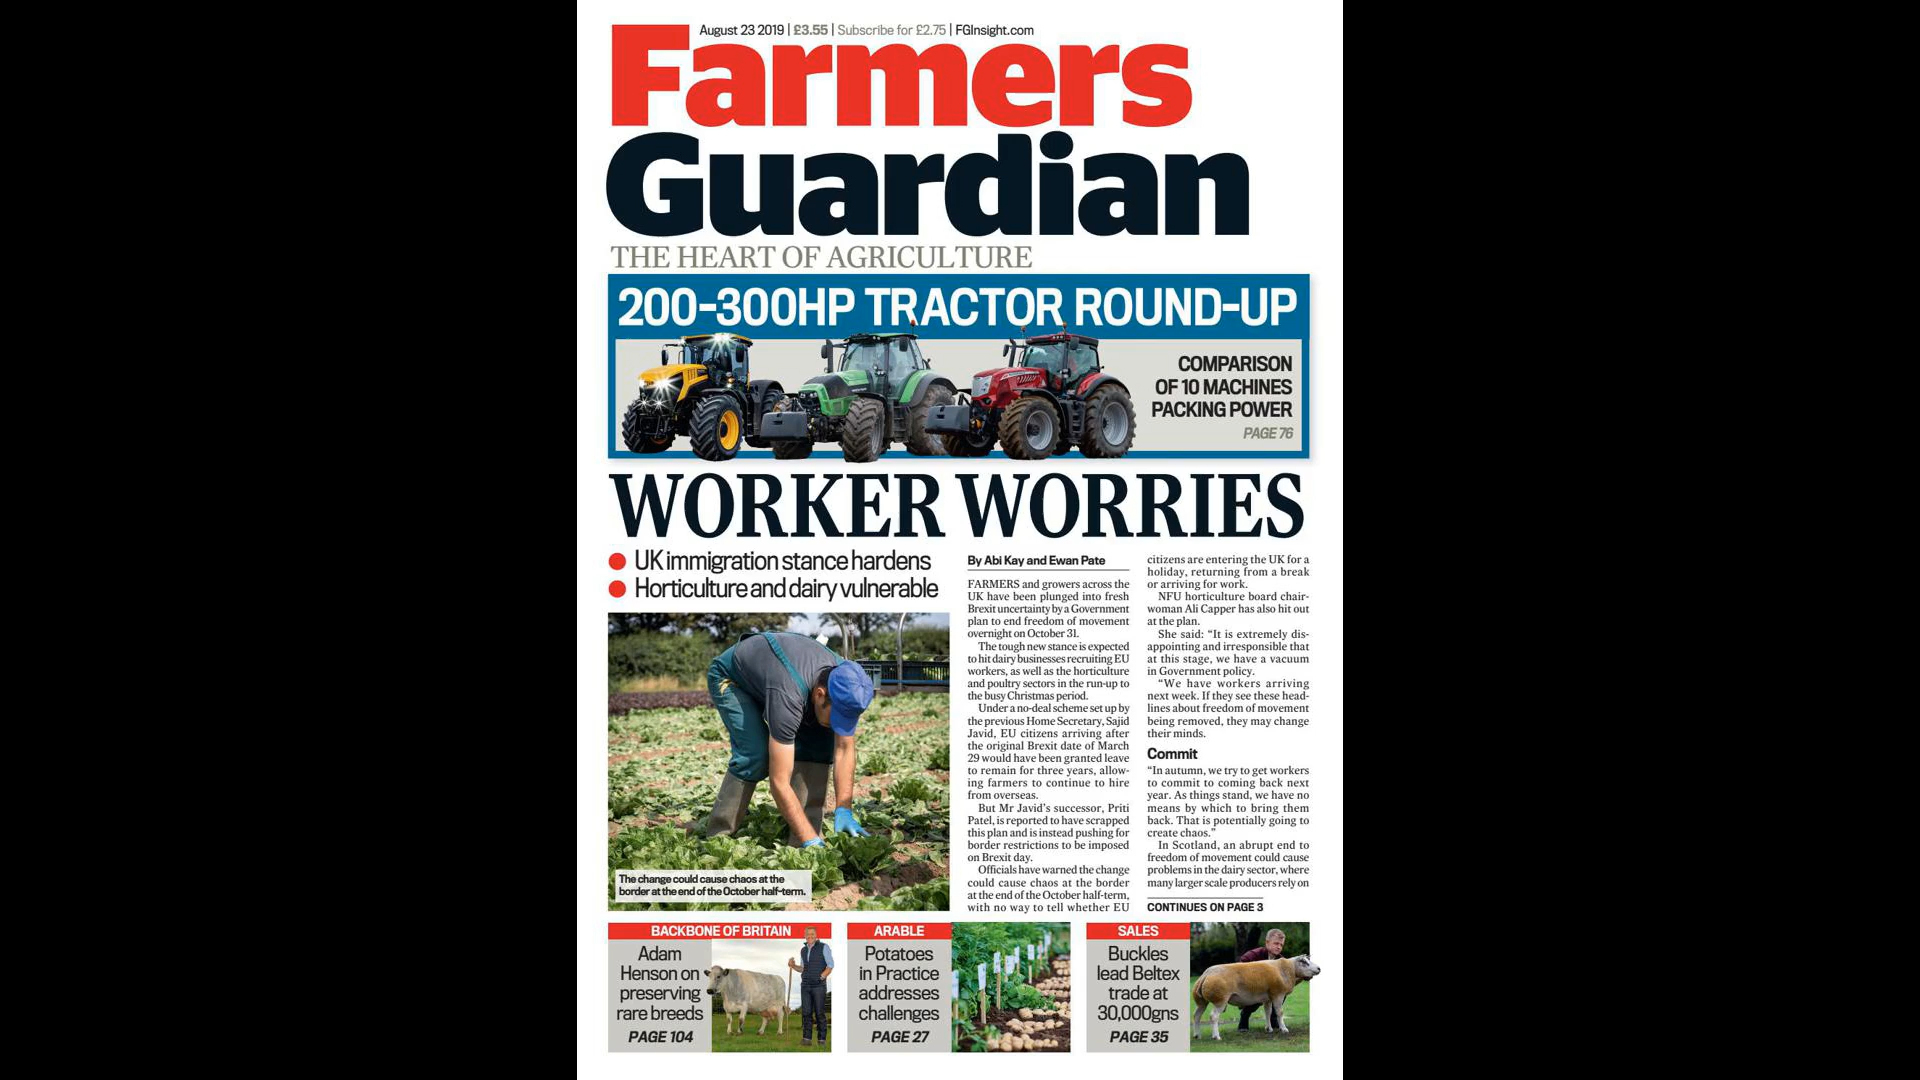 August 23 2019 | £3.55 | Subscribe for £2.75 | FGInsight.com
Farmers
Guardian
THE HEART OF AGRICULTURE
200-300HP TRACTOR ROUND-UP
COMPARISON
OF 10 MACHINES
PACKING POWER
PAGE 76
WORKER WORRIES
UK immigration stance hardens
Horticulture and dairy vulnerable
The change could cause chaos at the
border at the end of the October half-term.
By Abi Kay and Ewan Pate
FARMERS and growers across the
UK have been plunged into fresh
Brexit uncertainty by a Government
plan to end freedom of movement
overnight on October 31.
The tough new stance is expected
to hit dairy businesses recruiting EU
workers, as well as the horticulture
and poultry sectors in the run-up to
the busy Christmas period.
Under a no-deal scheme set up by
the previous Home Secretary, Sajid
Javid, EU citizens arriving after
the original Brexit date of March
29 would have been granted leave
to remain for three years, allow-
ing farmers to continue to hire
from overseas.
But Mr Javid's successor, Priti
Patel, is reported to have scrapped
this plan and is instead pushing for
border restrictions to be imposed
on Brexit day.
Officials have warned the change
could cause chaos at the border
at the end of the October half-term,
with no way to tell whether EU
citizens are entering the UK for a
holiday, returning from a break
or arriving for work.
NFU horticulture board chair-
woman Ali Capper has also hit out
at the plan.
She said: “It is extremely dis-
appointing and irresponsible that
at this stage, we have a vacuum
in Government policy.
“We have workers arriving
next week. If they see these head-
lines about freedom of movement
being removed, they may change
their minds.
Commit
“In autumn, we try to get workers
to commit to coming back next
year. As things stand, we have no
means by which to bring them
back. That is potentially going to
create chaos.”
In Scotland, an abrupt end to
freedom of movement could cause
problems in the dairy sector, where
many larger scale producers rely on
CONTINUES ON PAGE 3
BACKBONE OF BRITAIN
Adam
Henson on
preserving
rare breeds
PAGE 104
ARABLE
Potatoes
in Practice
addresses
challenges
PAGE 27
SALES
Buckles
lead Beltex
trade at
30,000gns
PAGE 35